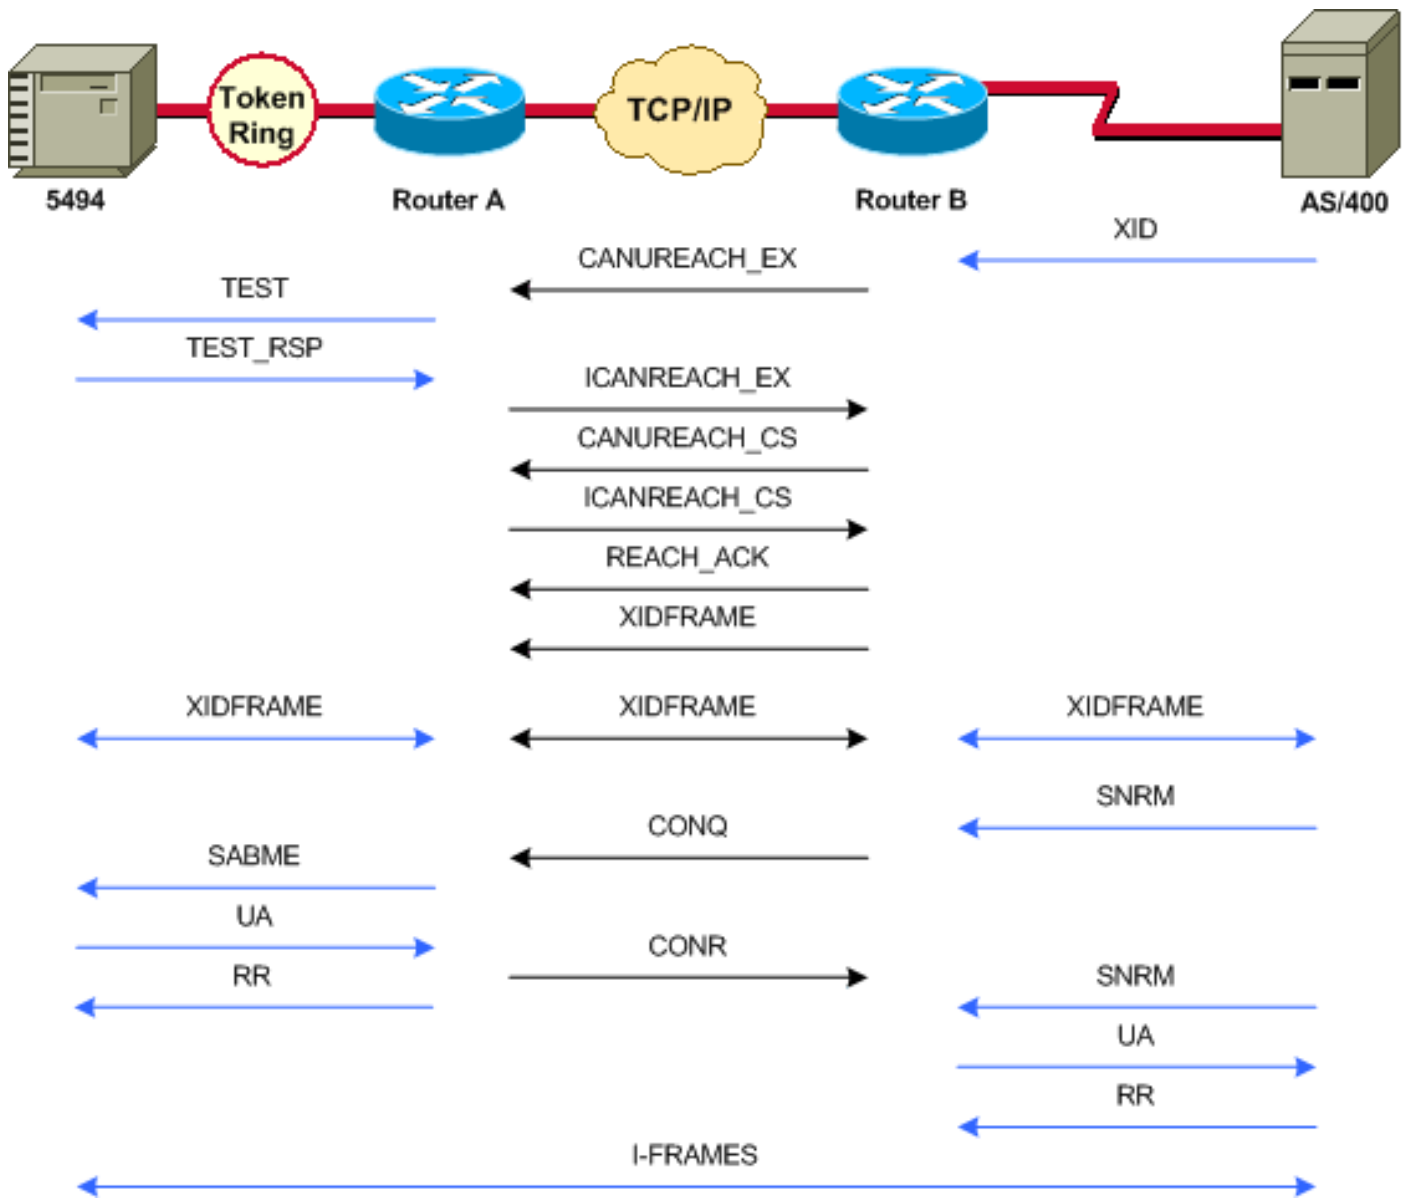 Token
Ring
TCP/IP
5494
Router A
Router B
AS/400
XID
CANUREACH_EX
TEST
TEST_RSP
ICANREACH_EX
CANUREACH_CS
ICANREACH_CS
REACH_ACK
XIDFRAME
XIDFRAME
XIDFRAME
XIDFRAME
SNRM
CONQ
SABME
UA
CONR
RR
SNRM
UA
RR
I-FRAMES